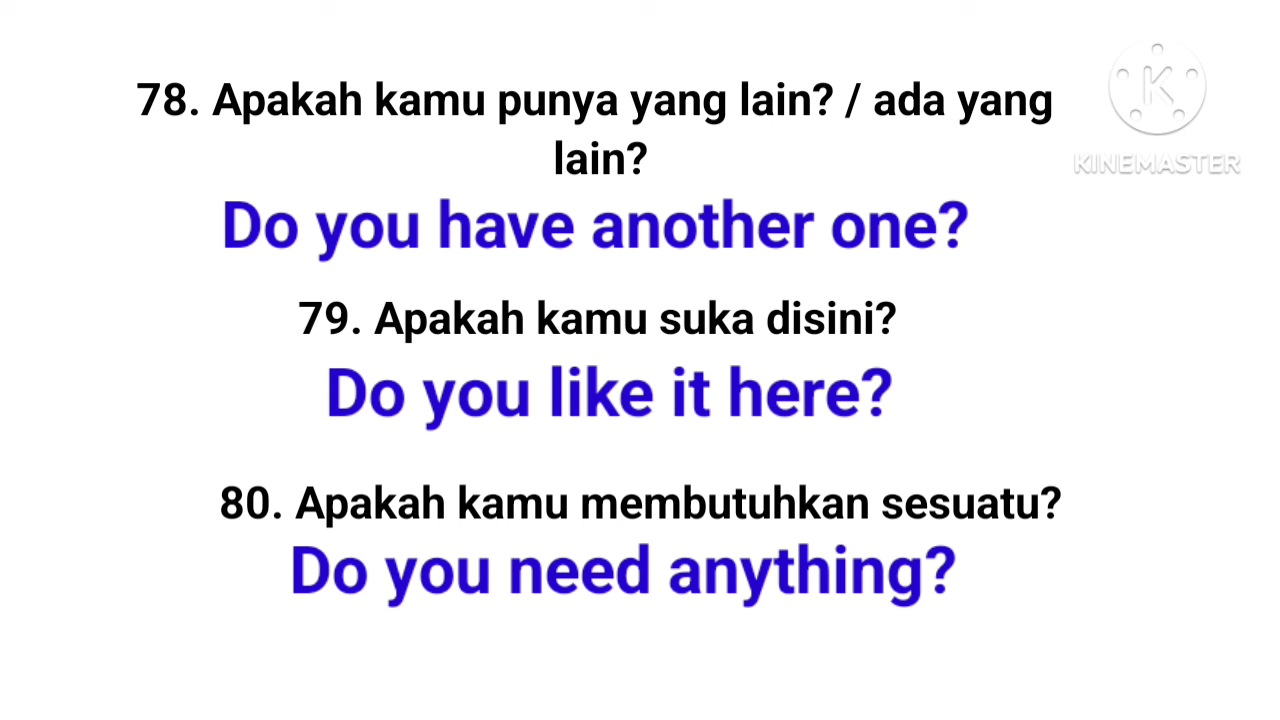 78. Apakah kamu punya yang lain? / ada yang
lain?
Do you have another one?
79. Apakah kamu suka disini?
Do you like it here?
80. Apakah kamu membutuhkan sesuatu?
Do you need anything?
K
KINEMASTER